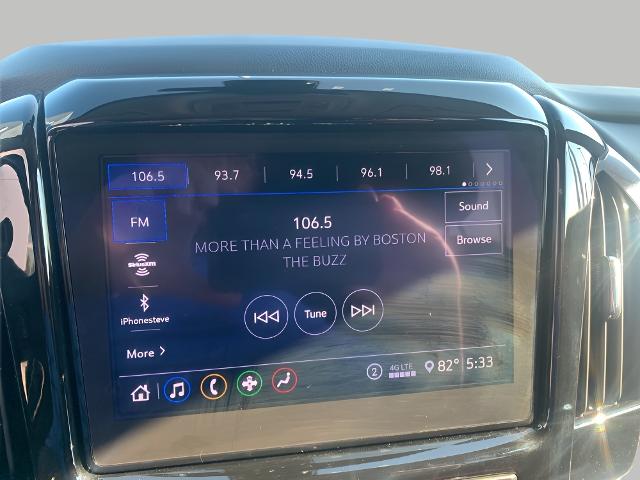 106.5 93.7 94.5 96.1 98.1
FM
SiriusXM
iPhonesteve
More
106.5
MORE THAN A FEELING BY BOSTON
THE BUZZ
Tune
Sound
Browse
2 4G LTE 82° 5:33